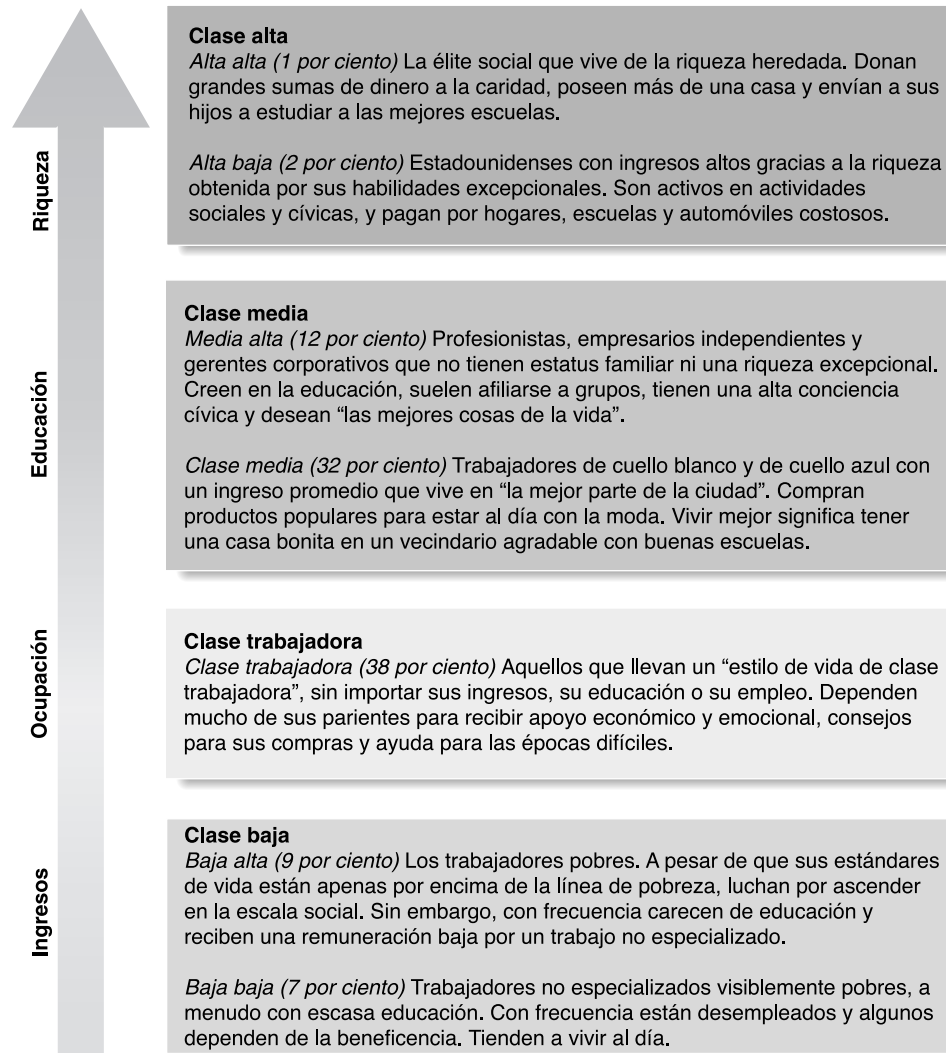 Clase alta
Alta alta (1 por ciento) La élite social que vive de la riqueza heredada. Donan
grandes sumas de dinero a la caridad, poseen más de una casa y envían a sus
hijos a estudiar a las mejores escuelas.
Alta baja (2 por ciento) Estadounidenses con ingresos altos gracias a la riqueza
obtenida por sus habilidades excepcionales. Son activos en actividades
sociales y cívicas, y pagan por hogares, escuelas y automóviles costosos.
Riqueza
Clase media
Media alta (12 por ciento) Profesionistas, empresarios independientes y
gerentes corporativos que no tienen estatus familiar ni una riqueza excepcional.
Creen en la educación, suelen afiliarse a grupos, tienen una alta conciencia
cívica y desean “las mejores cosas de la vida”.
Clase media (32 por ciento) Trabajadores de cuello blanco y de cuello azul con
un ingreso promedio que vive en “la mejor parte de la ciudad”. Compran
productos populares para estar al día con la moda. Vivir mejor significa tener
una casa bonita en un vecindario agradable con buenas escuelas.
Educación
Clase trabajadora
Clase trabajadora (38 por ciento) Aquellos que llevan un “estilo de vida de clase
trabajadora”, sin importar sus ingresos, su educación o su empleo. Dependen
mucho de sus parientes para recibir apoyo económico y emocional, consejos
para sus compras y ayuda para las épocas difíciles.
Ocupación
Clase baja
Baja alta (9 por ciento) Los trabajadores pobres. A pesar de que sus estándares
de vida están apenas por encima de la línea de pobreza, luchan por ascender
en la escala social. Sin embargo, con frecuencia carecen de educación y
reciben una remuneración baja por un trabajo no especializado.
Baja baja (7 por ciento) Trabajadores no especializados visiblemente pobres, a
menudo con escasa educación. Con frecuencia están desempleados y algunos
dependen de la beneficencia. Tienden a vivir al día.
Ingresos